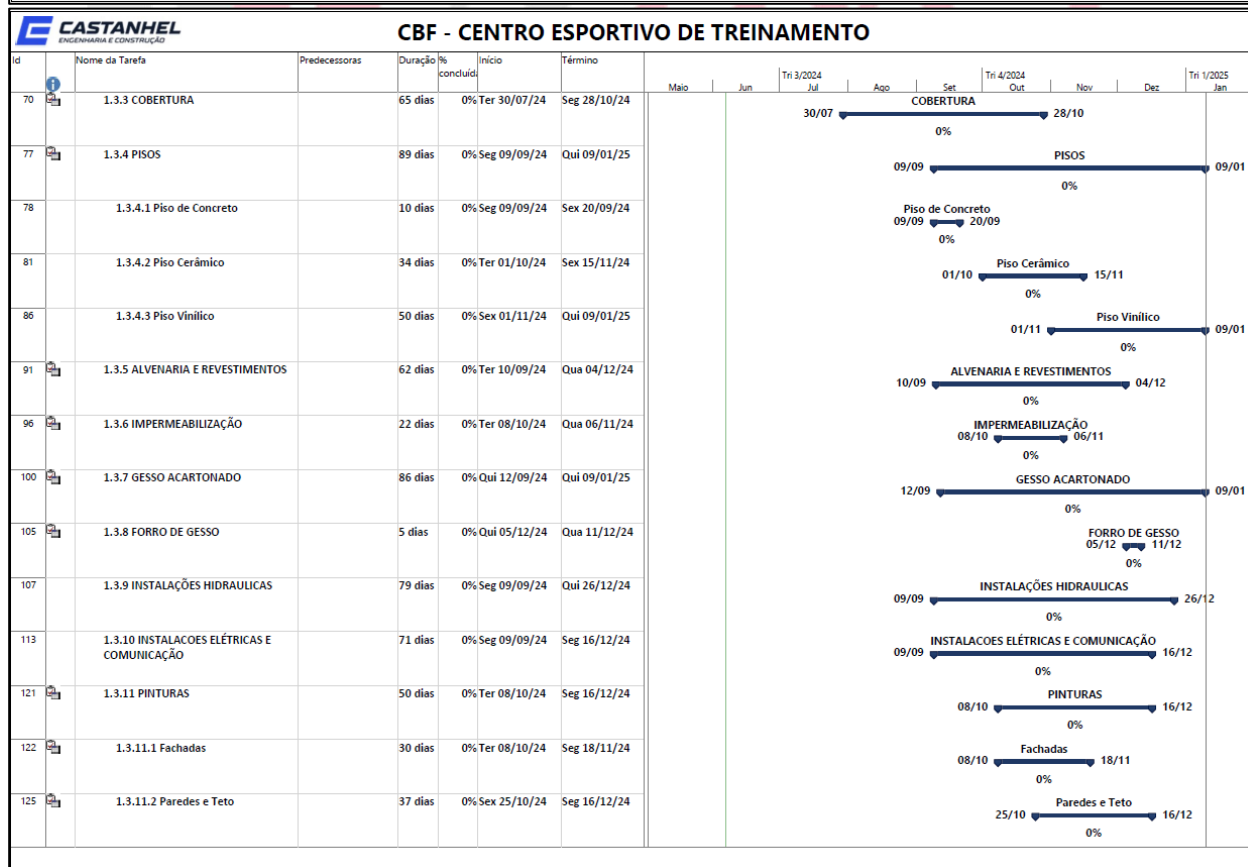 CASTANHEL
ENGENHARIA E CONSTRUÇÃO
CBF - CENTRO ESPORTIVO DE TREINAMENTO
Id Nome da Tarefa Predecessoras Duração % concluída Início Término
Tri 3/2024 Tri 4/2024 Tri 1/2025
Maio Jun Jul Ago Set Out Nov Dez Jan
70 1.3.3 COBERTURA 65 dias 0% Ter 30/07/24 Seg 28/10/24
COBERTURA
30/07 28/10
0%
77 1.3.4 PISOS 89 dias 0% Seg 09/09/24 Qui 09/01/25
PISOS
09/09 09/01
0%
78 1.3.4.1 Piso de Concreto 10 dias 0% Seg 09/09/24 Sex 20/09/24
Piso de Concreto
09/09 20/09
0%
81 1.3.4.2 Piso Cerâmico 34 dias 0% Ter 01/10/24 Sex 15/11/24
Piso Cerâmico
01/10 15/11
0%
86 1.3.4.3 Piso Vinílico 50 dias 0% Sex 01/11/24 Qui 09/01/25
Piso Vinílico
01/11 09/01
0%
91 1.3.5 ALVENARIA E REVESTIMENTOS 62 dias 0% Ter 10/09/24 Qua 04/12/24
ALVENARIA E REVESTIMENTOS
10/09 04/12
0%
96 1.3.6 IMPERMEABILIZAÇÃO 22 dias 0% Ter 08/10/24 Qua 06/11/24
IMPERMEABILIZAÇÃO
08/10 06/11
0%
100 1.3.7 GESSO ACARTONADO 86 dias 0% Qui 12/09/24 Qui 09/01/25
GESSO ACARTONADO
12/09 09/01
0%
105 1.3.8 FORRO DE GESSO 5 dias 0% Qui 05/12/24 Qua 11/12/24
FORRO DE GESSO
05/12 11/12
0%
107 1.3.9 INSTALAÇÕES HIDRAULICAS 79 dias 0% Seg 09/09/24 Qui 26/12/24
INSTALAÇÕES HIDRAULICAS
09/09 26/12
0%
113 1.3.10 INSTALACOES ELÉTRICAS E COMUNICAÇÃO 71 dias 0% Seg 09/09/24 Seg 16/12/24
INSTALACOES ELÉTRICAS E COMUNICAÇÃO
09/09 16/12
0%
121 1.3.11 PINTURAS 50 dias 0% Ter 08/10/24 Seg 16/12/24
PINTURAS
08/10 16/12
0%
122 1.3.11.1 Fachadas 30 dias 0% Ter 08/10/24 Seg 18/11/24
Fachadas
08/10 18/11
0%
125 1.3.11.2 Paredes e Teto 37 dias 0% Sex 25/10/24 Seg 16/12/24
Paredes e Teto
25/10 16/12
0%